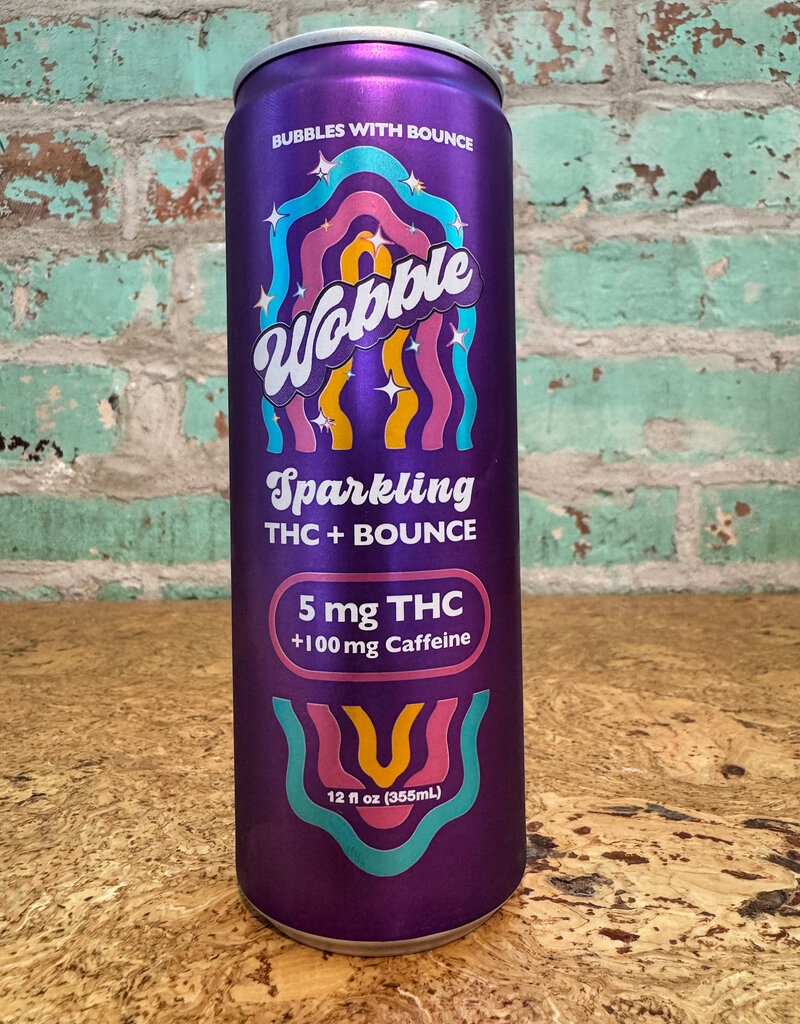 BUBBLES WITH BOUNCE
Wobble
Sparkling
THC + BOUNCE
5 mg THC
+100 mg Caffeine
12 fl oz (355mL)